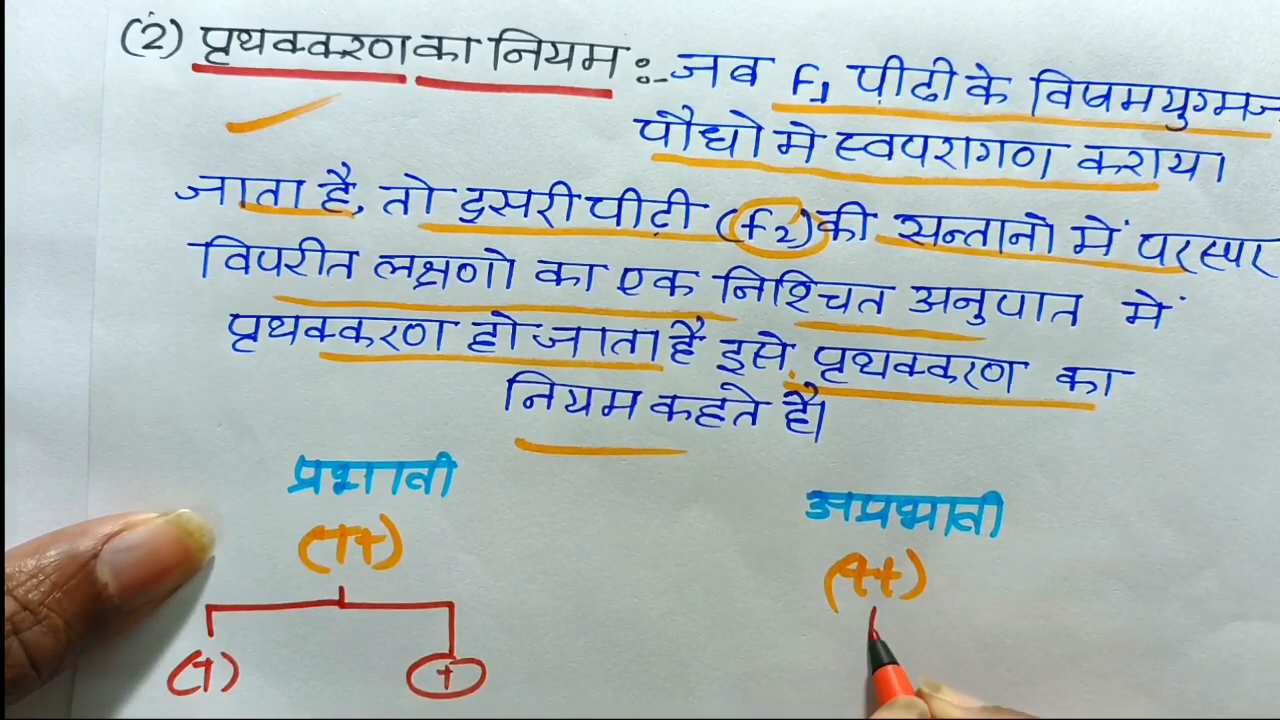 (2) पृथक्करण का नियम :- जब F1 पीढी के विषमयुग्मज
पौधो मे स्वपरागण कराया
जाता है, तो दुसरी पीढ़ी (F2) की सन्तानो में परस्पर
विपरीत लक्षणो का एक निश्चित अनुपात में
पृथक्करण हो जाता है इसे पृथक्करण का
नियम कहते है।
प्रभावी
अप्रभावी
(Tt)
(tt)
(T)
(t)